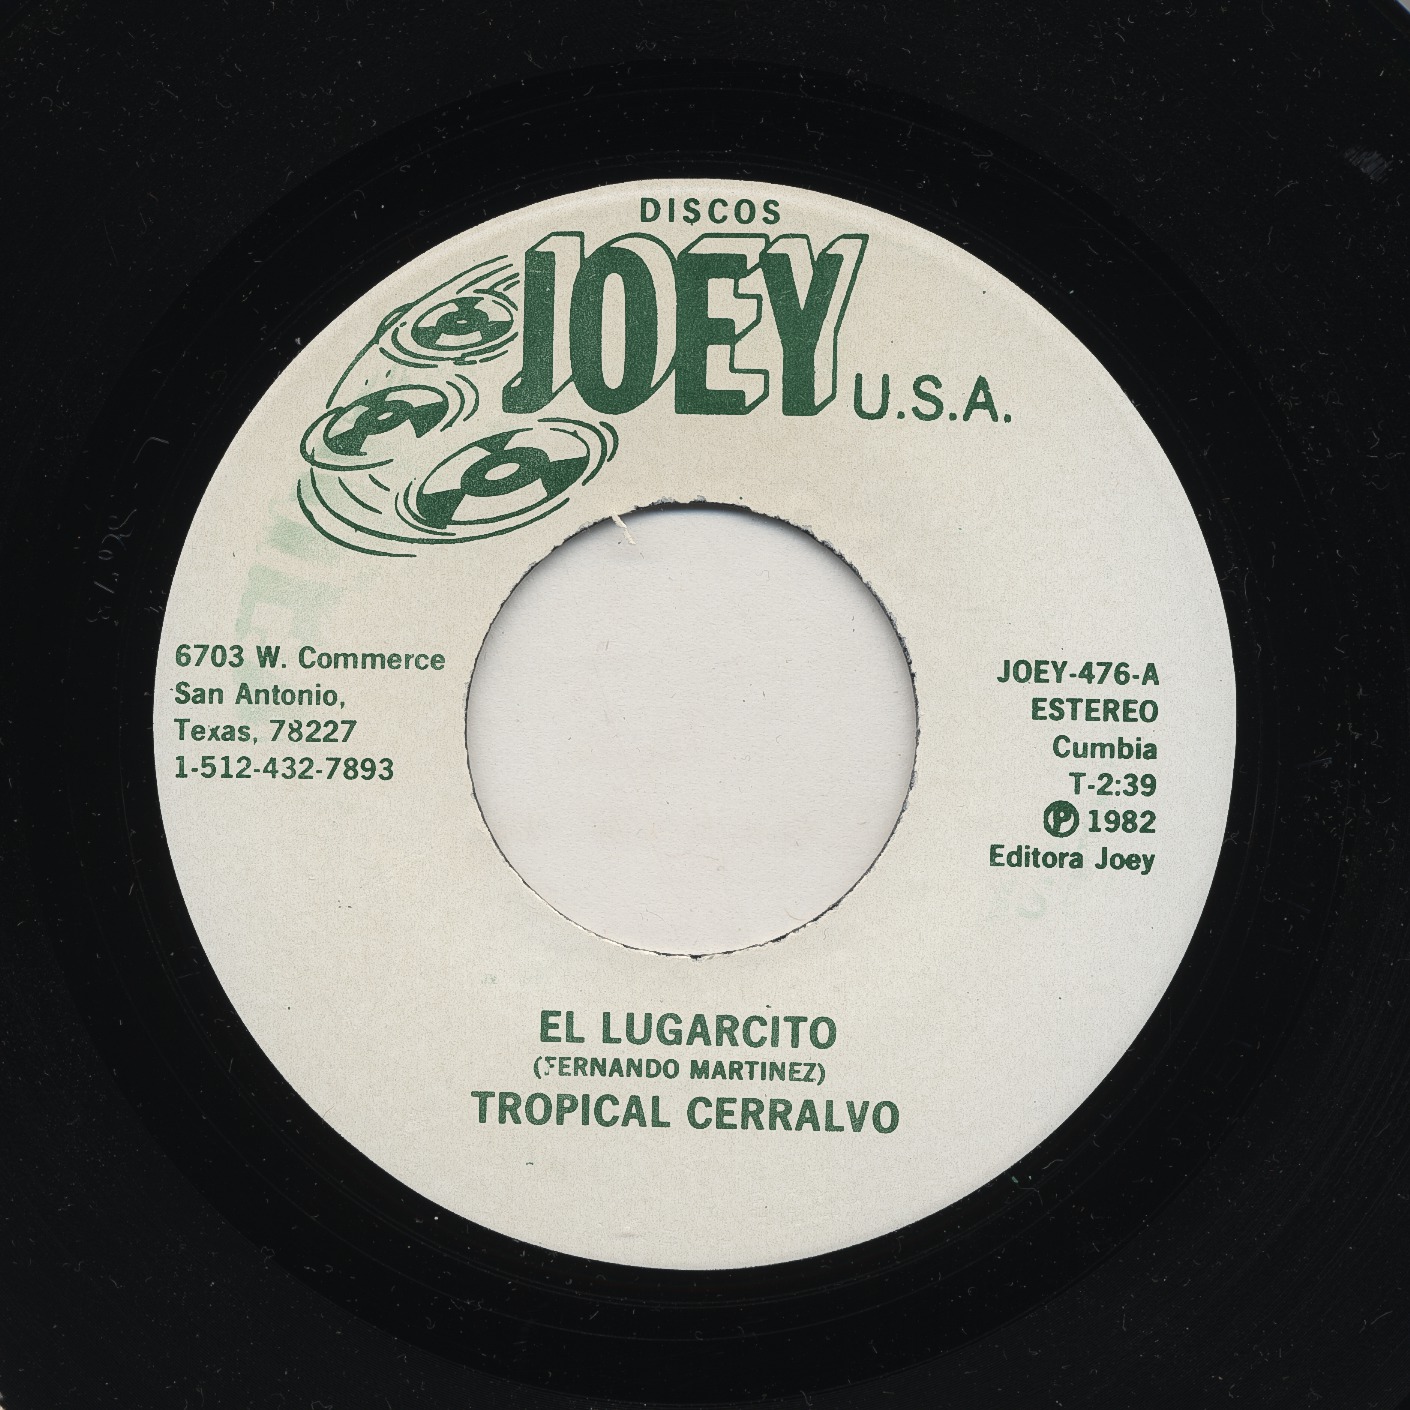 DISCOS
JOEY U.S.A.
6703 W. Commerce
San Antonio,
Texas, 78227
1-512-432-7893
JOEY-476-A
ESTEREO
Cumbia
T-2:39
Ⓟ 1982
Editora Joey
EL LUGARCITO
(FERNANDO MARTINEZ)
TROPICAL CERRALVO